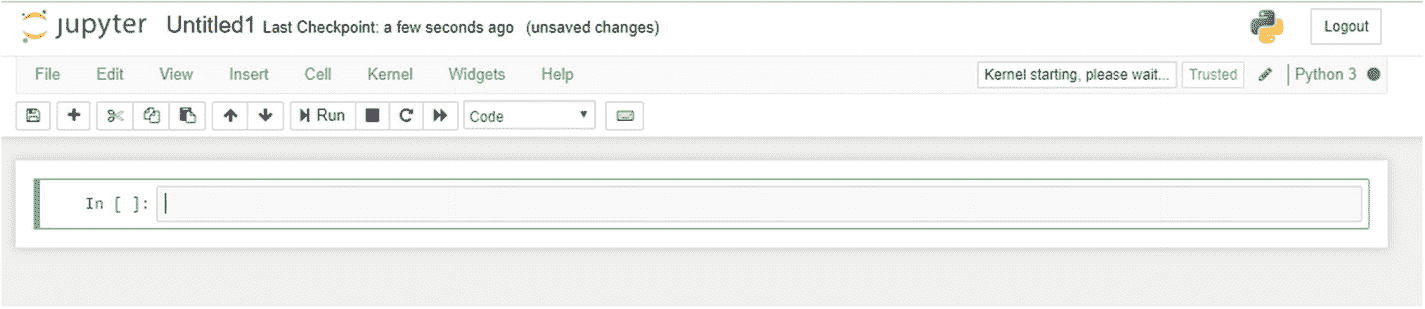 jupyter Untitled1 Last Checkpoint: a few seconds ago (unsaved changes) Logout
File Edit View Insert Cell Kernel Widgets Help Kernel starting, please wait... Trusted Python 3
Run Code
In [ ]: